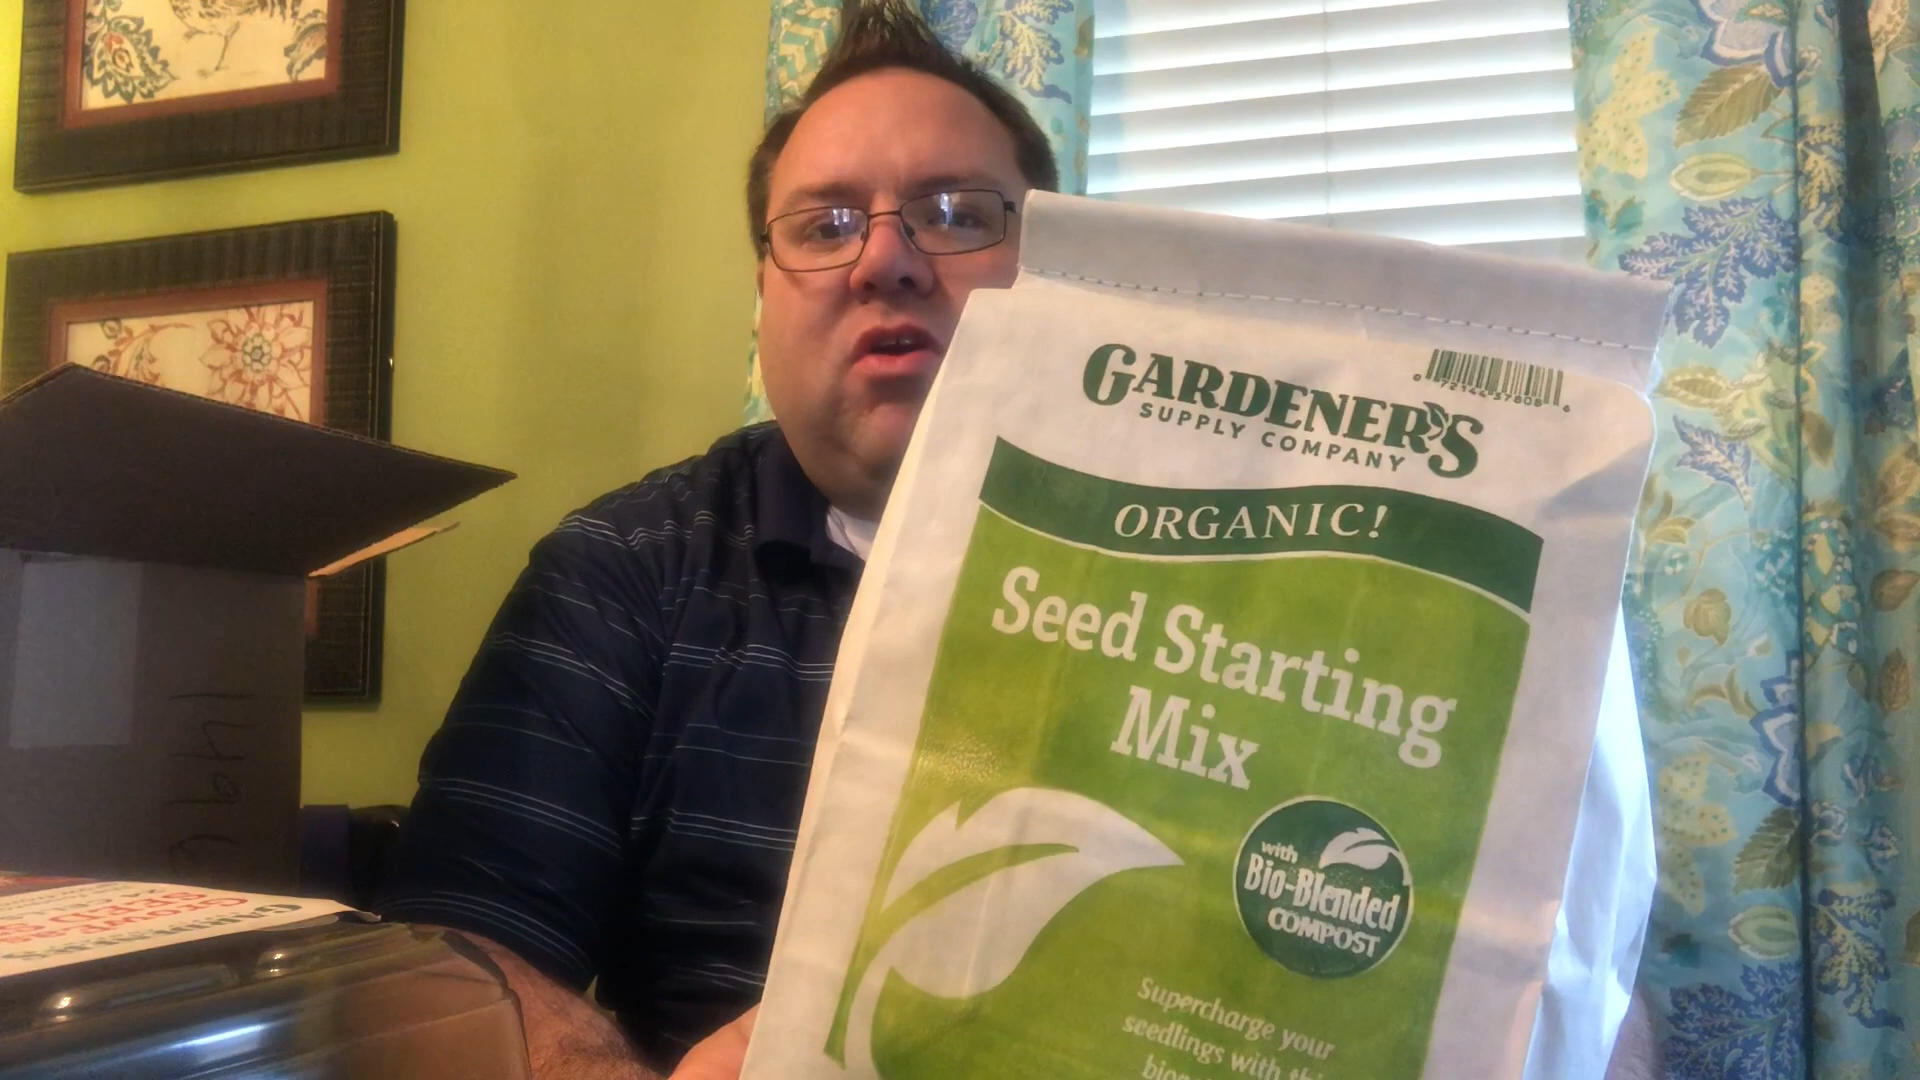 GARDENER'S
SUPPLY COMPANY
ORGANIC!
Seed Starting
Mix
with
Bio-Blended
COMPOST
Supercharge your
seedlings with